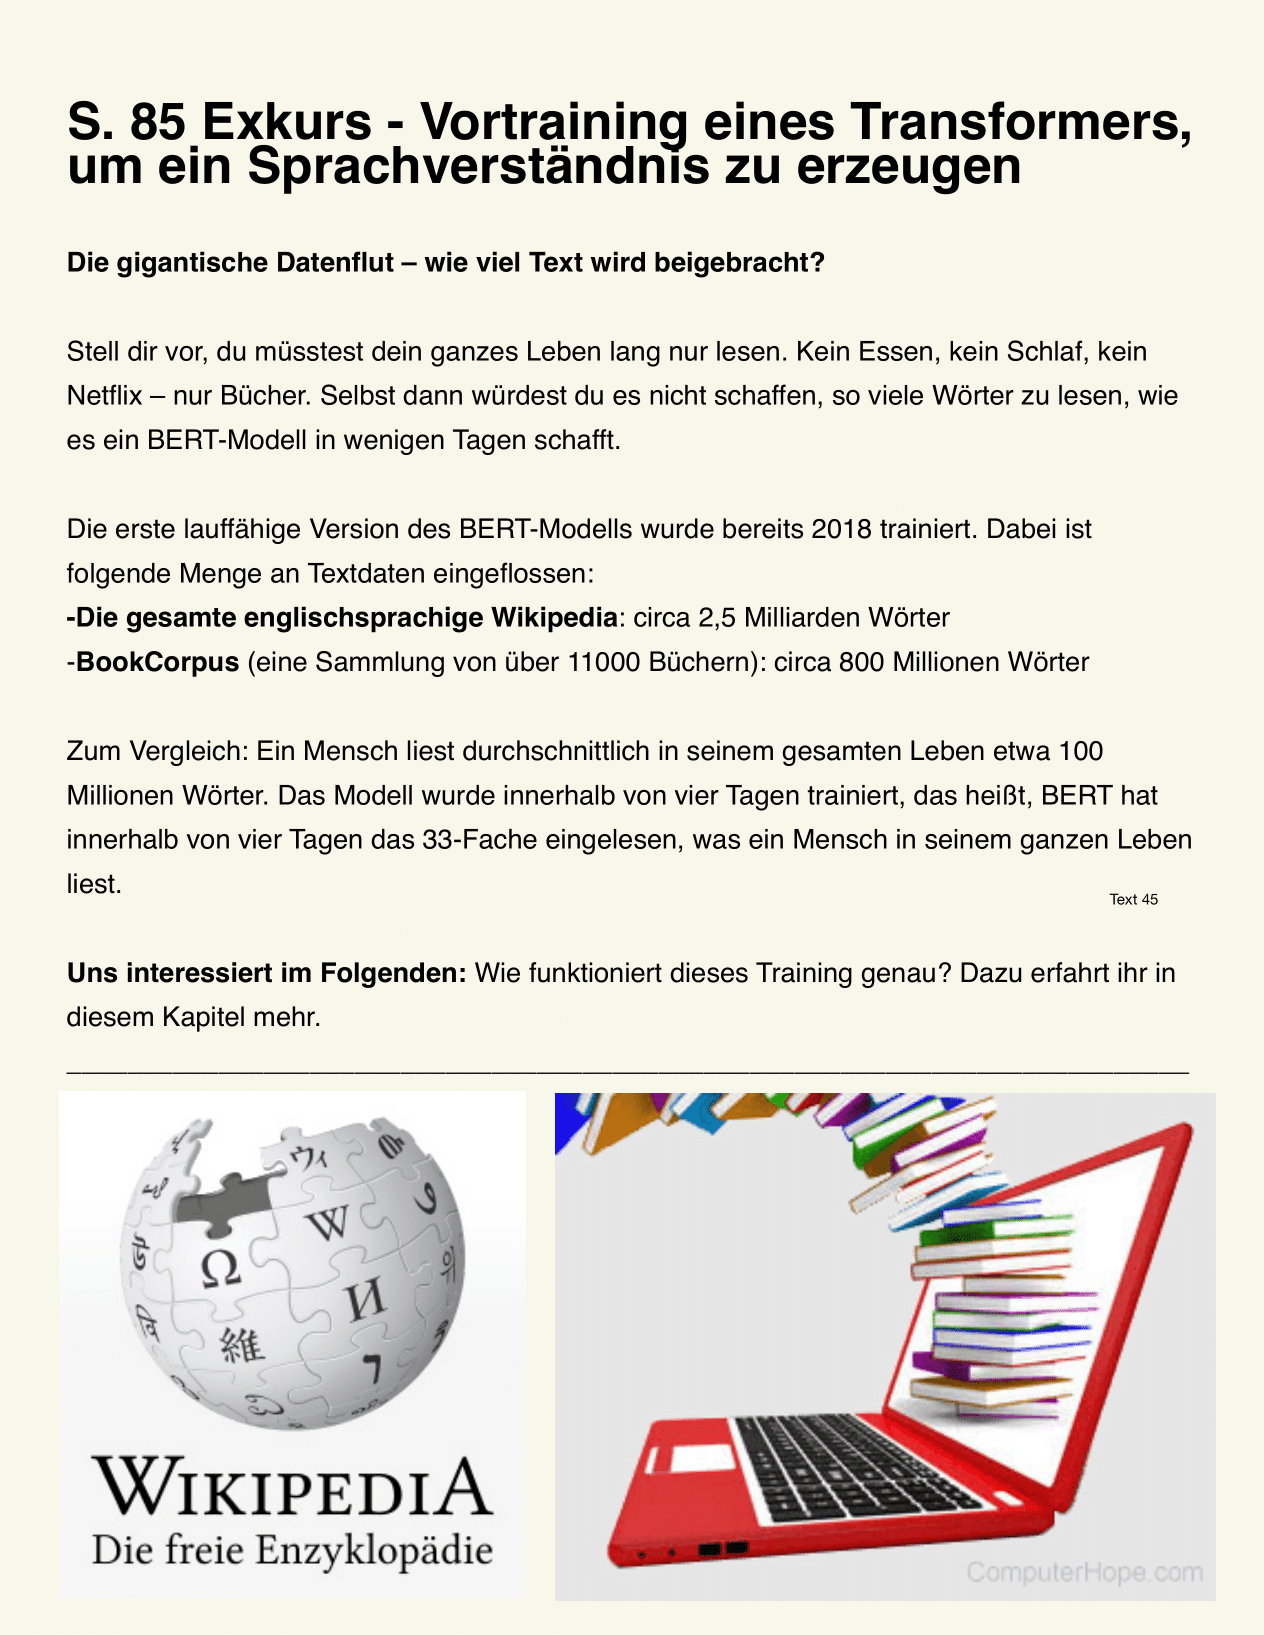 S. 85 Exkurs - Vortraining eines Transformers,
um ein Sprachverständnis zu erzeugen
Die gigantische Datenflut – wie viel Text wird beigebracht?
Stell dir vor, du müsstest dein ganzes Leben lang nur lesen. Kein Essen, kein Schlaf, kein
Netflix – nur Bücher. Selbst dann würdest du es nicht schaffen, so viele Wörter zu lesen, wie
es ein BERT-Modell in wenigen Tagen schafft.
Die erste lauffähige Version des BERT-Modells wurde bereits 2018 trainiert. Dabei ist
folgende Menge an Textdaten eingeflossen:
-Die gesamte englischsprachige Wikipedia: circa 2,5 Milliarden Wörter
-BookCorpus (eine Sammlung von über 11000 Büchern): circa 800 Millionen Wörter
Zum Vergleich: Ein Mensch liest durchschnittlich in seinem gesamten Leben etwa 100
Millionen Wörter. Das Modell wurde innerhalb von vier Tagen trainiert, das heißt, BERT hat
innerhalb von vier Tagen das 33-Fache eingelesen, was ein Mensch in seinem ganzen Leben
liest.
Text 45
Uns interessiert im Folgenden: Wie funktioniert dieses Training genau? Dazu erfahrt ihr in
diesem Kapitel mehr.
ウィ
W
Ω
И
위
維
ר
WIKIPEDIA
Die freie Enzyklopädie
ComputerHope.com